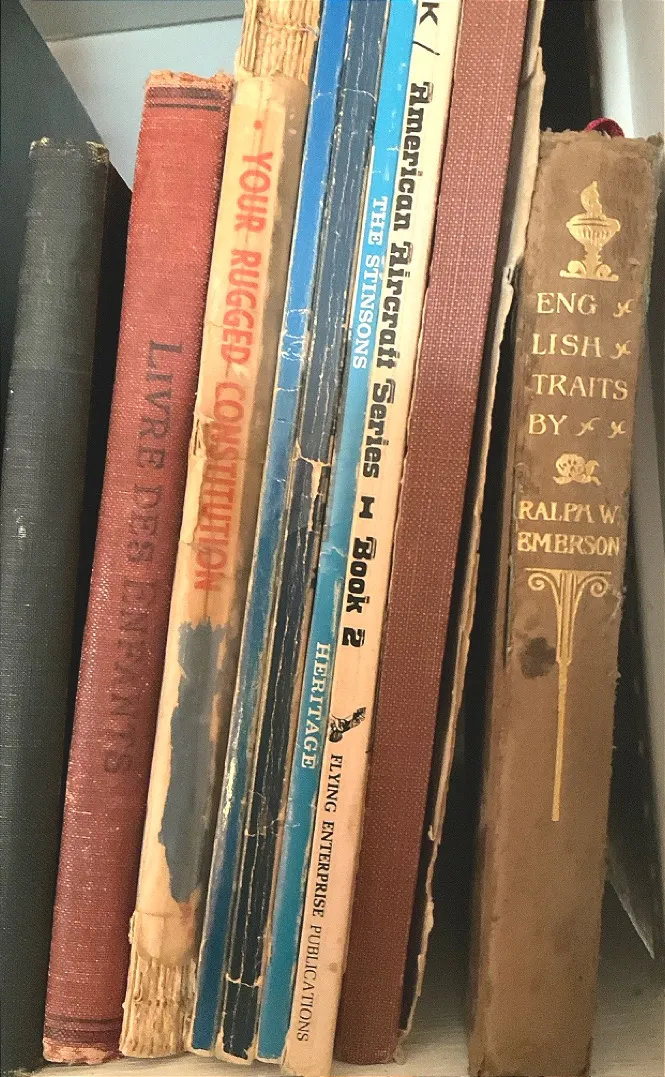 LIVRE DES ENFANTS
• YOUR RUGGED CONSTITUTION
THE STINSONS
HERITAGE
K / American Aircraft Series - Book 2
FLYING ENTERPRISE PUBLICATIONS
ENG
LISH
TRAITS
BY
RALPH W.
EMERSON